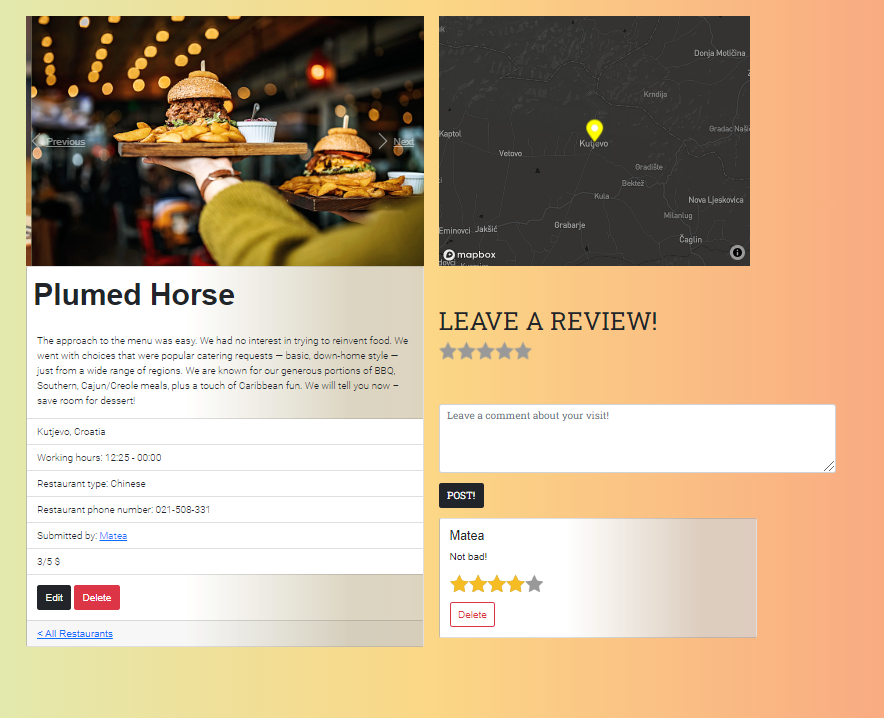 Previous
Next
Plumed Horse
The approach to the menu was easy. We had no interest in trying to reinvent food. We
went with choices that were popular catering requests — basic, down-home style —
just from a wide range of regions. We are known for our generous portions of BBQ,
Southern, Cajun/Creole meals, plus a touch of Caribbean fun. We will tell you now –
save room for dessert!
Kutjevo, Croatia
Working hours: 12:25 - 00:00
Restaurant type: Chinese
Restaurant phone number: 021-508-331
Submitted by: Matea
3/5 $
Edit
Delete
< All Restaurants
Donja Motičina
Krndija
Kaptol
Gradac Naši
Kutjevo
Vetovo
Gradište
Bektež
Kula
Nova Ljeskovica
Milanlug
Grabarje
Eminovci
Jakšić
Čaglin
mapbox
LEAVE A REVIEW!
Leave a comment about your visit!
POST!
Matea
Not bad!
Delete